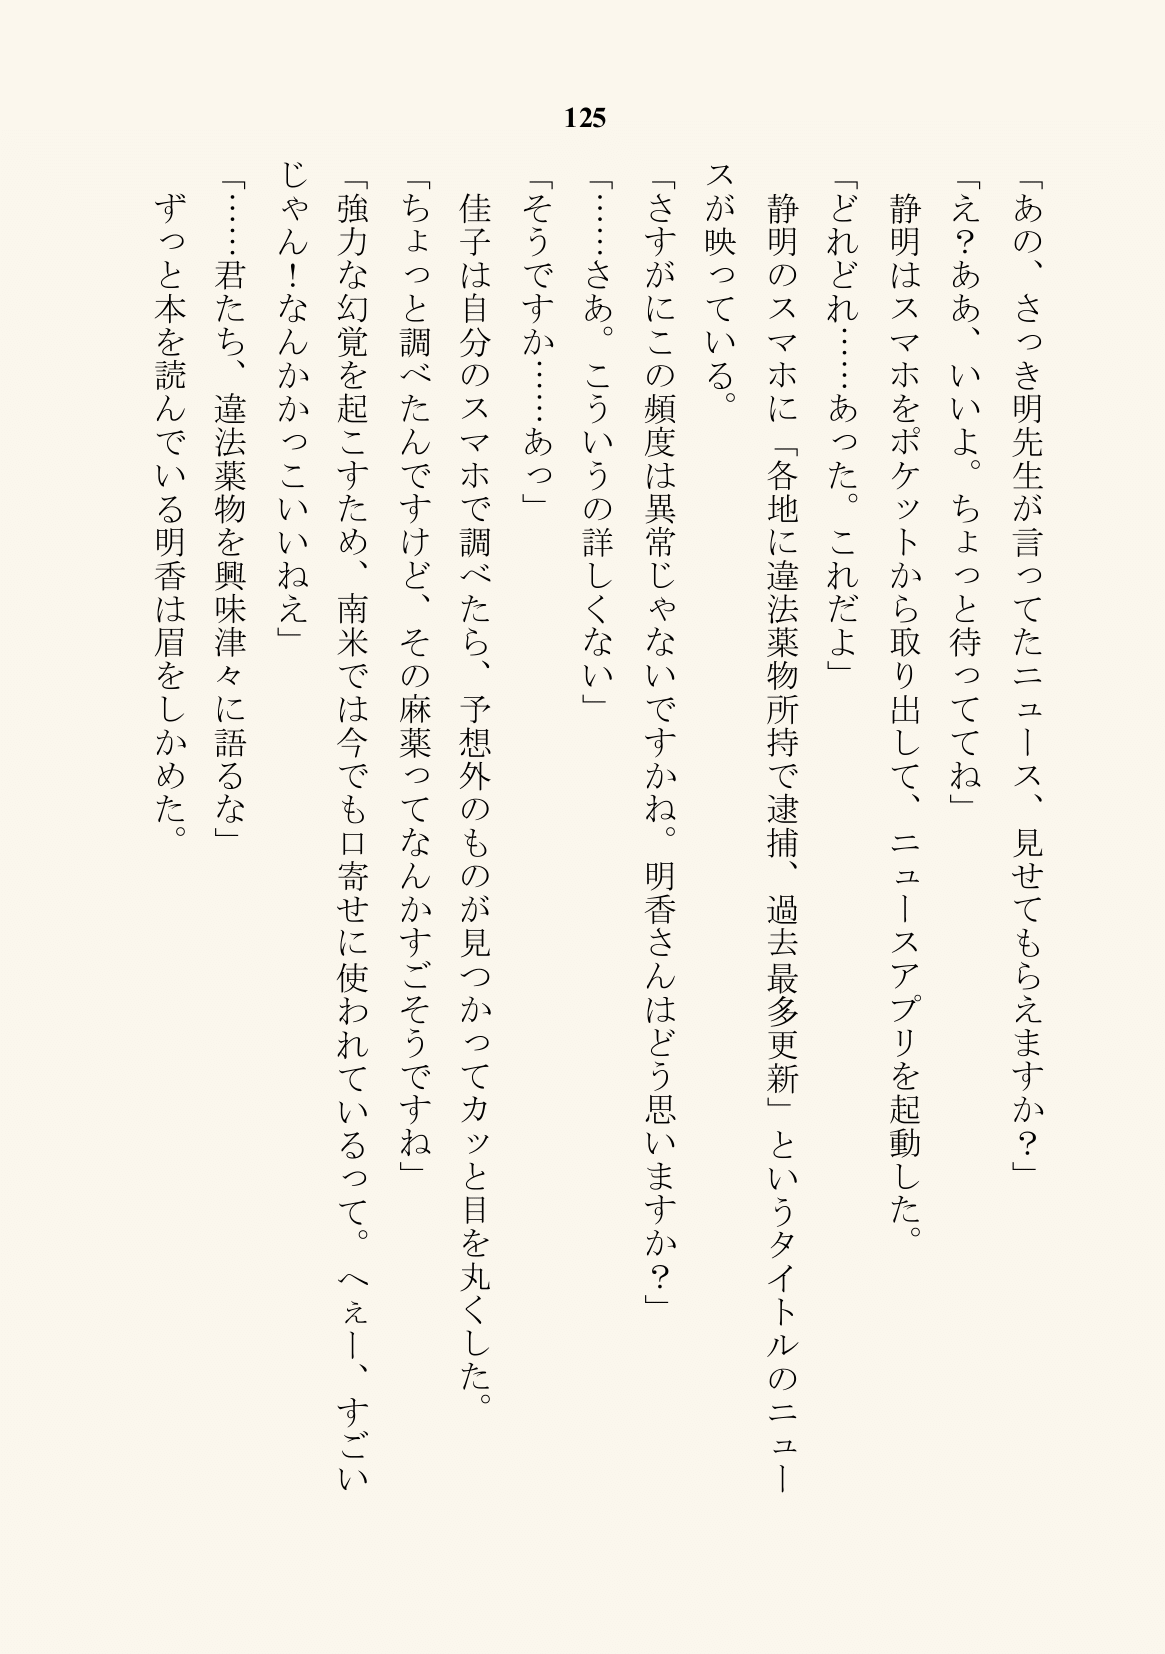 125
「あの、さっき明先生が言ってたニュース、見せてもらえますか？」
「え？ああ、いいよ。ちょっと待っててね」
　静明はスマホをポケットから取り出して、ニュースアプリを起動した。
「どれどれ……あった。これだよ」
　静明のスマホに「各地に違法薬物所持で逮捕、過去最多更新」というタイトルのニュー
スが映っている。
「さすがにこの頻度は異常じゃないですかね。明香さんはどう思いますか？」
「……さあ。こういうの詳しくない」
「そうですか……あっ」
　佳子は自分のスマホで調べたら、予想外のものが見つかってカッと目を丸くした。
「ちょっと調べたんですけど、その麻薬ってなんかすごそうですね」
「強力な幻覚を起こすため、南米では今でも口寄せに使われているって。へぇー、すごい
じゃん！なんかかっこいいねえ」
「……君たち、違法薬物を興味津々に語るな」
　ずっと本を読んでいる明香は眉をしかめた。